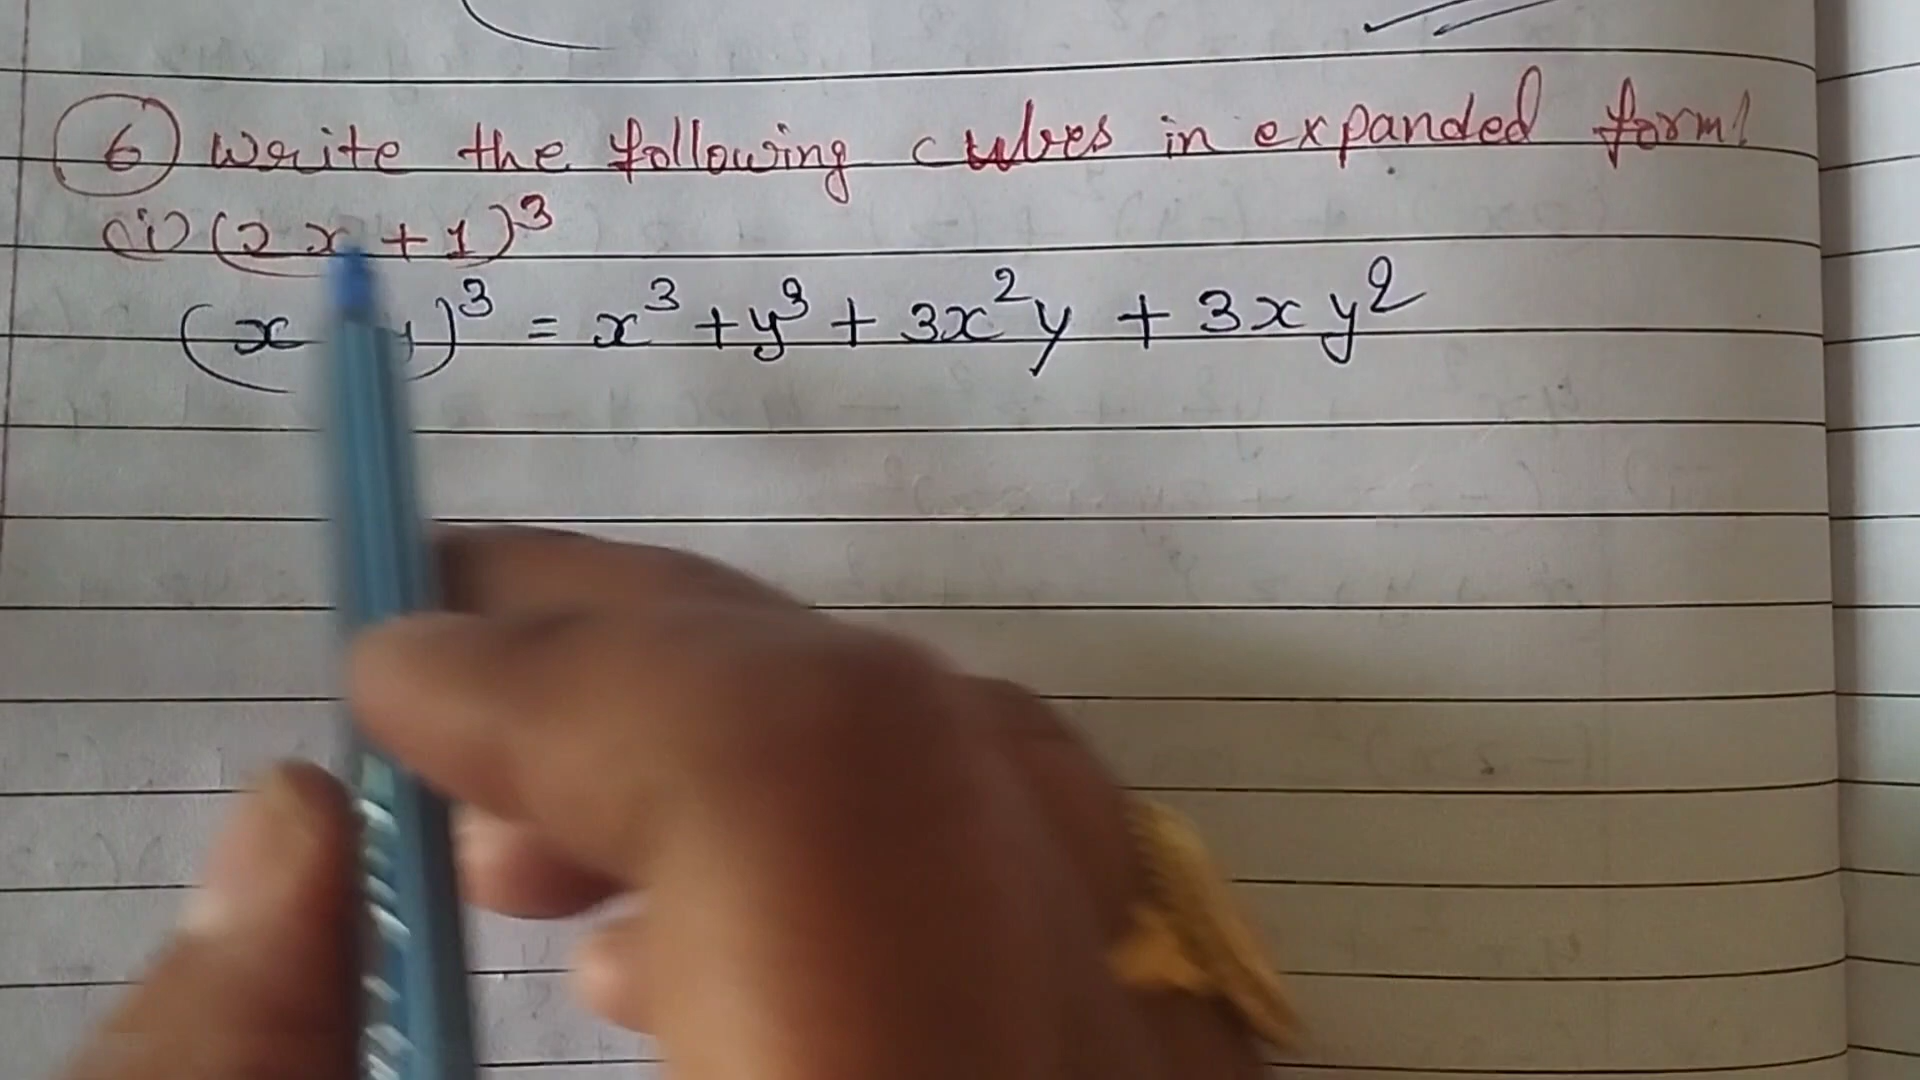 6 Write the following cubes in expanded form!
(i) (2x + 1)³
(x y)³ = x³ + y³ + 3x²y + 3xy²